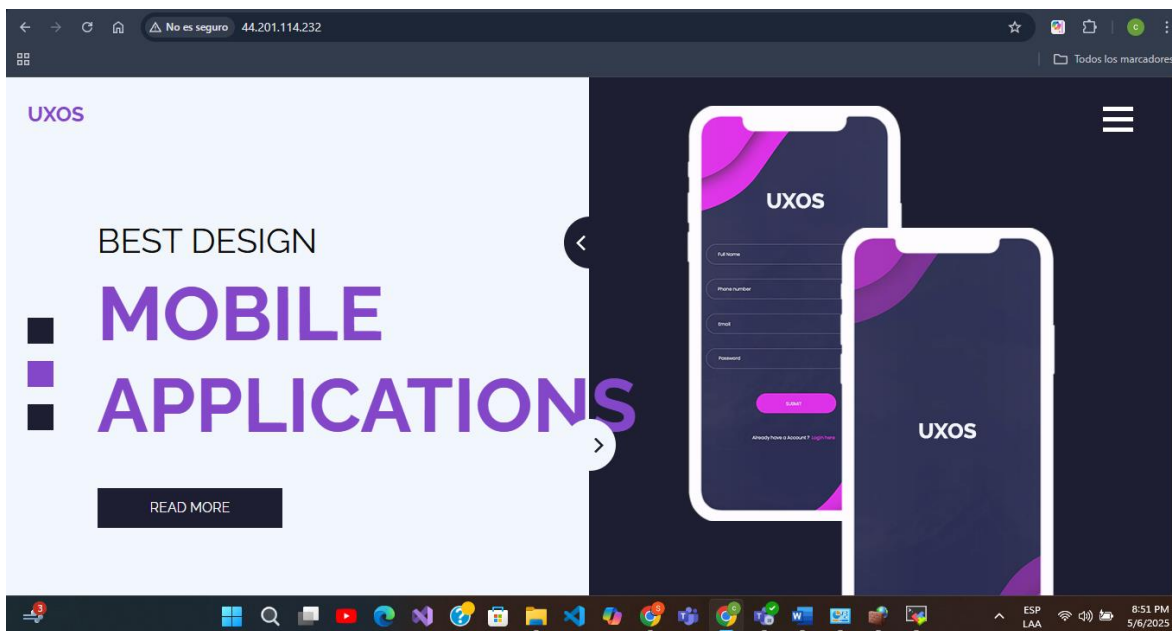 No es seguro 44.201.114.232
Todos los marcadores
UXOS
BEST DESIGN
MOBILE
APPLICATIONS
READ MORE
UXOS
Full Name
Phone number
Email
Password
SUBMIT
Already have a Account ? Login here
UXOS
3
ESP
LAA
8:51 PM
5/6/2025